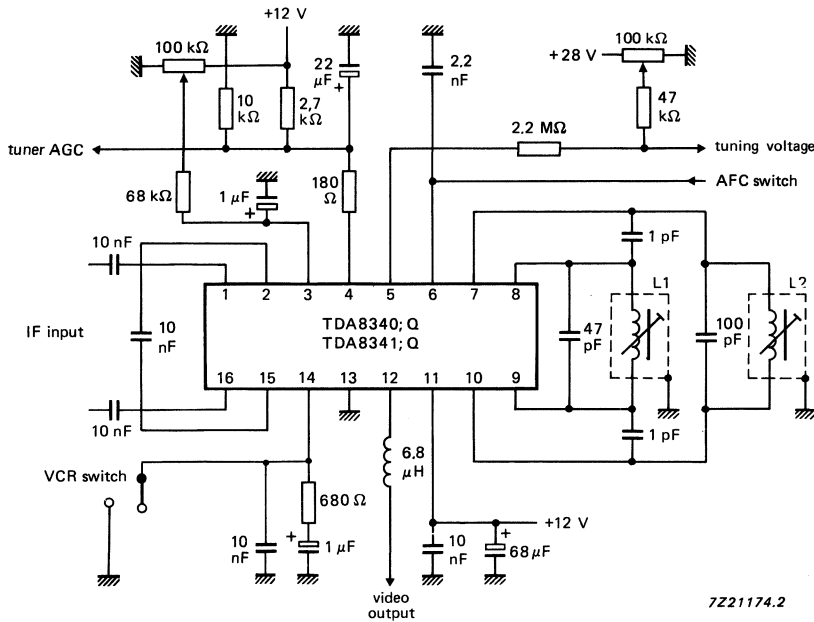 +12 V
100 kΩ
22 μF
+
2.2 nF
100 kΩ
+28 V
10 kΩ
2,7 kΩ
47 kΩ
2.2 MΩ
tuner AGC
tuning voltage
68 kΩ
1 μF
+
180 Ω
AFC switch
10 nF
1 pF
1 2 3 4 5 6 7 8
L1
L2
IF input
10 nF
TDA8340; Q
TDA8341; Q
47 pF
100 pF
16 15 14 13 12 11 10 9
10 nF
1 pF
6.8 μH
VCR switch
680 Ω
+12 V
10 nF
+
1 μF
10 nF
+
68 μF
video output
7Z21174.2